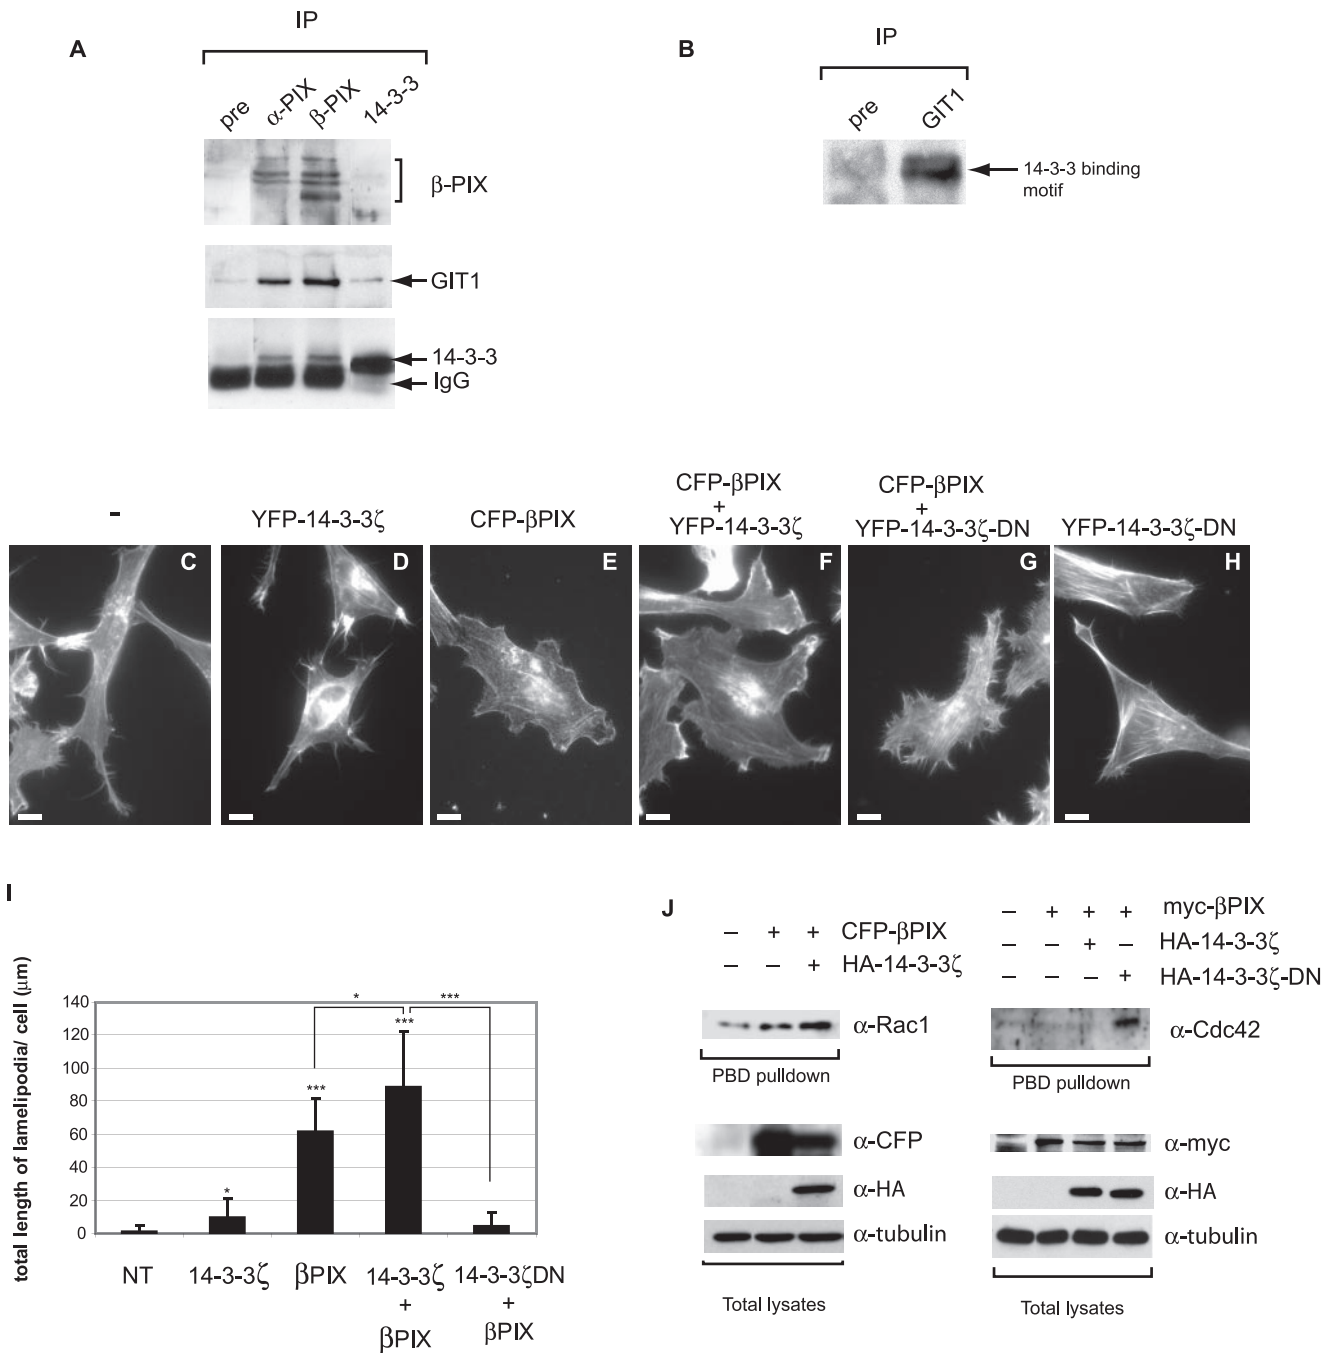 A
IP
pre
α-PIX
β-PIX
14-3-3
β-PIX
GIT1
14-3-3
IgG
B
IP
pre
GIT1
14-3-3 binding
motif
-
YFP-14-3-3ζ
CFP-βPIX
CFP-βPIX
+
YFP-14-3-3ζ
CFP-βPIX
+
YFP-14-3-3ζ-DN
YFP-14-3-3ζ-DN
C
D
E
F
G
H
I
total length of lamelipodia/ cell (μm)
140
120
100
80
60
40
20
0
*
***
*
***
***
NT
14-3-3ζ
βPIX
14-3-3ζ
+
βPIX
14-3-3ζDN
+
βPIX
J
– + + CFP-βPIX
– – + HA-14-3-3ζ
α-Rac1
PBD pulldown
α-CFP
α-HA
α-tubulin
Total lysates
– + + + myc-βPIX
– – + – HA-14-3-3ζ
– – – + HA-14-3-3ζ-DN
α-Cdc42
PBD pulldown
α-myc
α-HA
α-tubulin
Total lysates